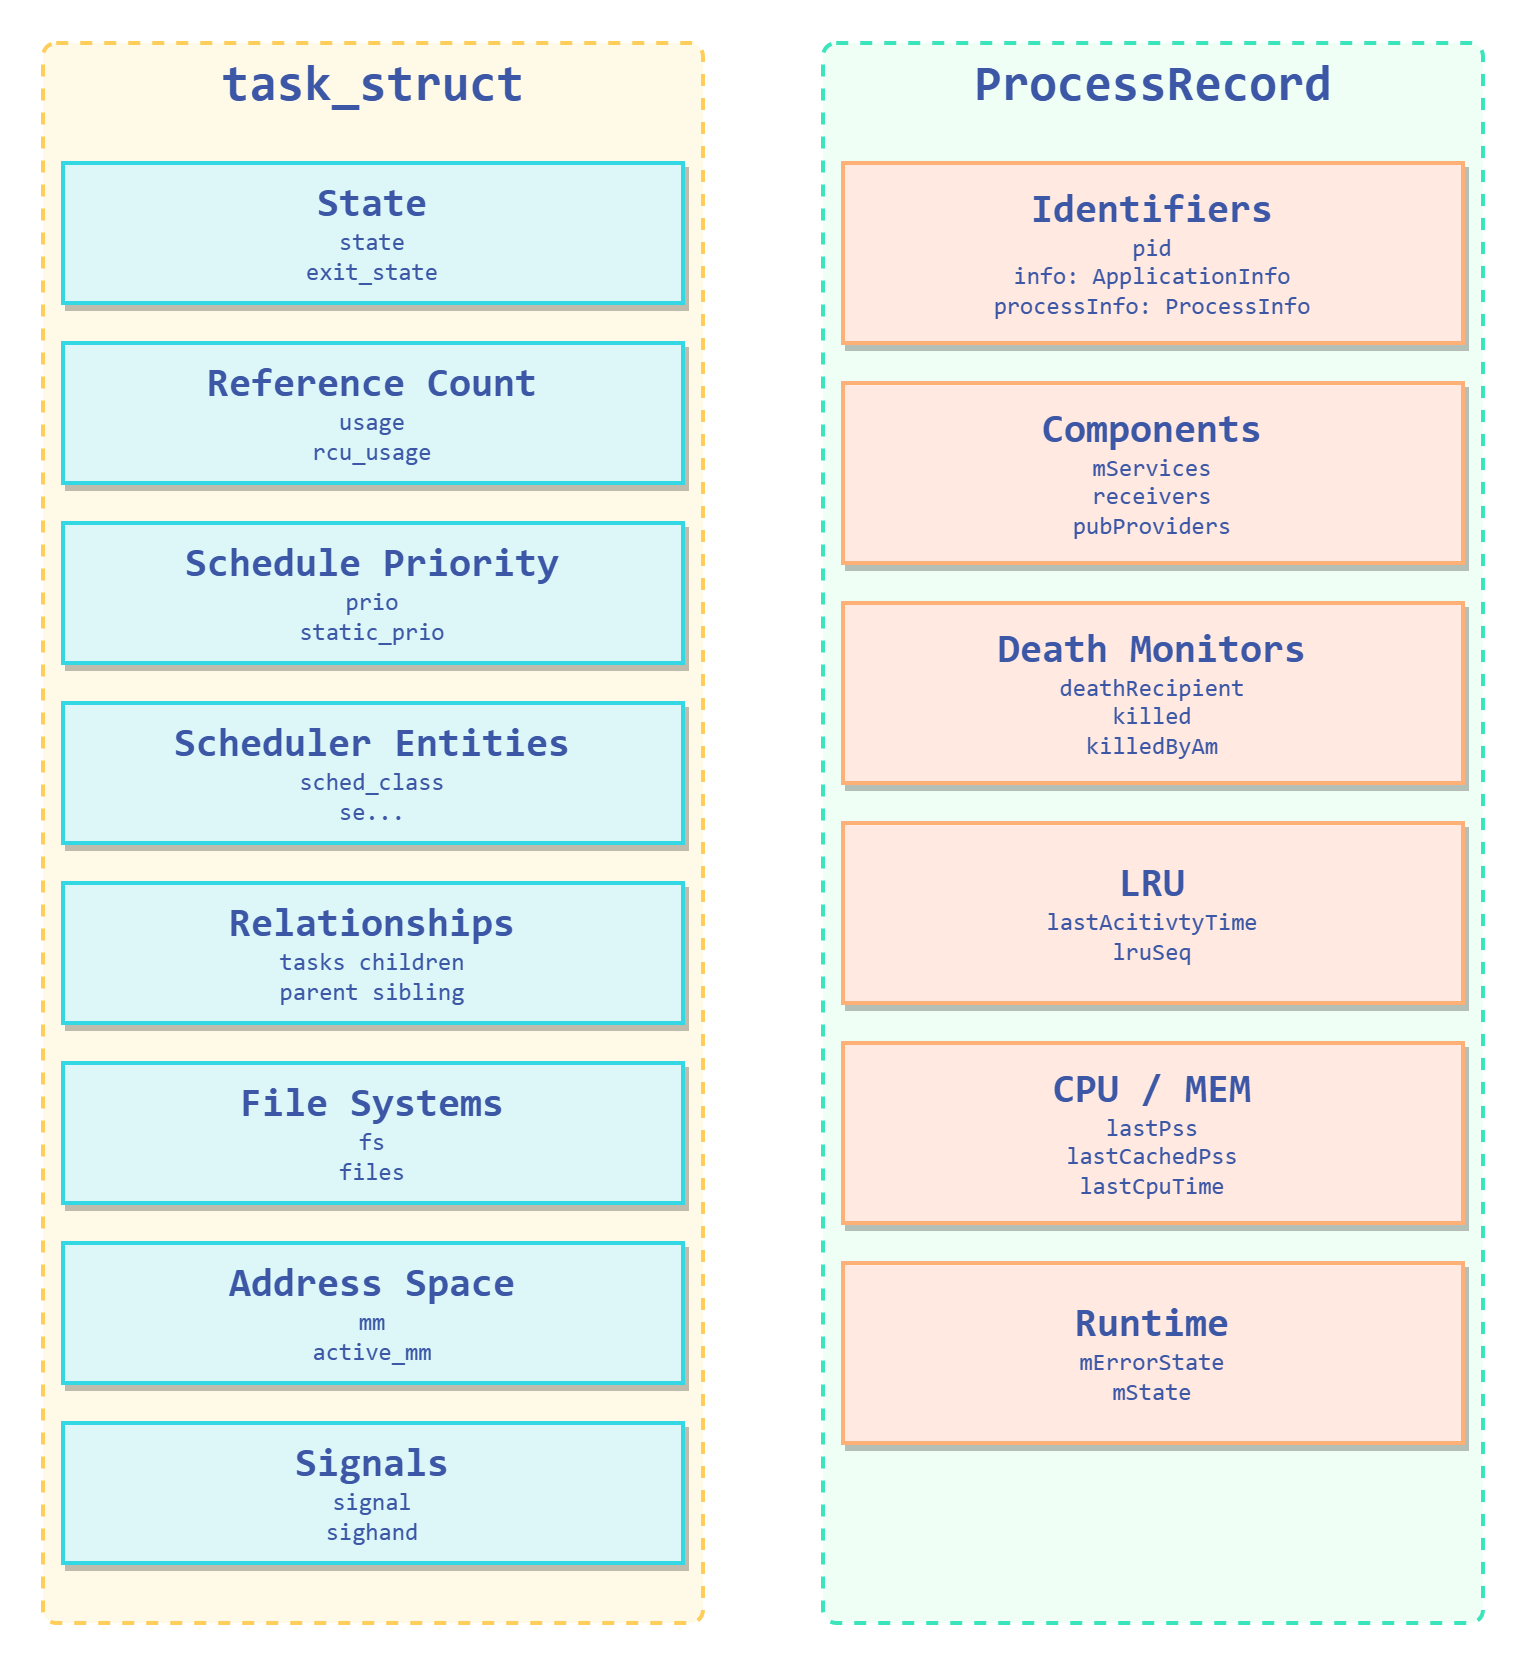 task_struct
State
state
exit_state
Reference Count
usage
rcu_usage
Schedule Priority
prio
static_prio
Scheduler Entities
sched_class
se...
Relationships
tasks children
parent sibling
File Systems
fs
files
Address Space
mm
active_mm
Signals
signal
sighand
ProcessRecord
Identifiers
pid
info: ApplicationInfo
processInfo: ProcessInfo
Components
mServices
receivers
pubProviders
Death Monitors
deathRecipient
killed
killedByAm
LRU
lastAcitivtyTime
lruSeq
CPU / MEM
lastPss
lastCachedPss
lastCpuTime
Runtime
mErrorState
mState